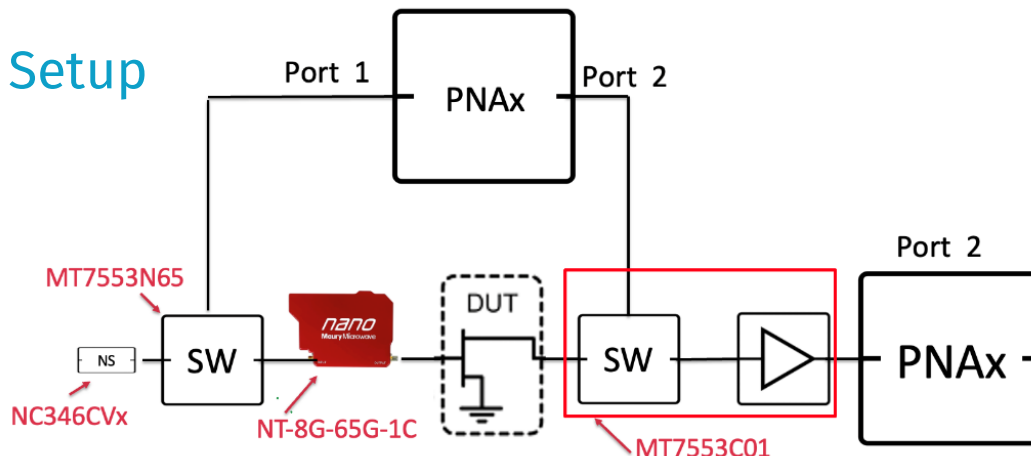 Setup
Port 1
PNAx
Port 2
Port 2
MT7553N65
NS
SW
nano
Maury Microwave
DUT
SW
PNAx
NC346CVx
NT-8G-65G-1C
MT7553C01